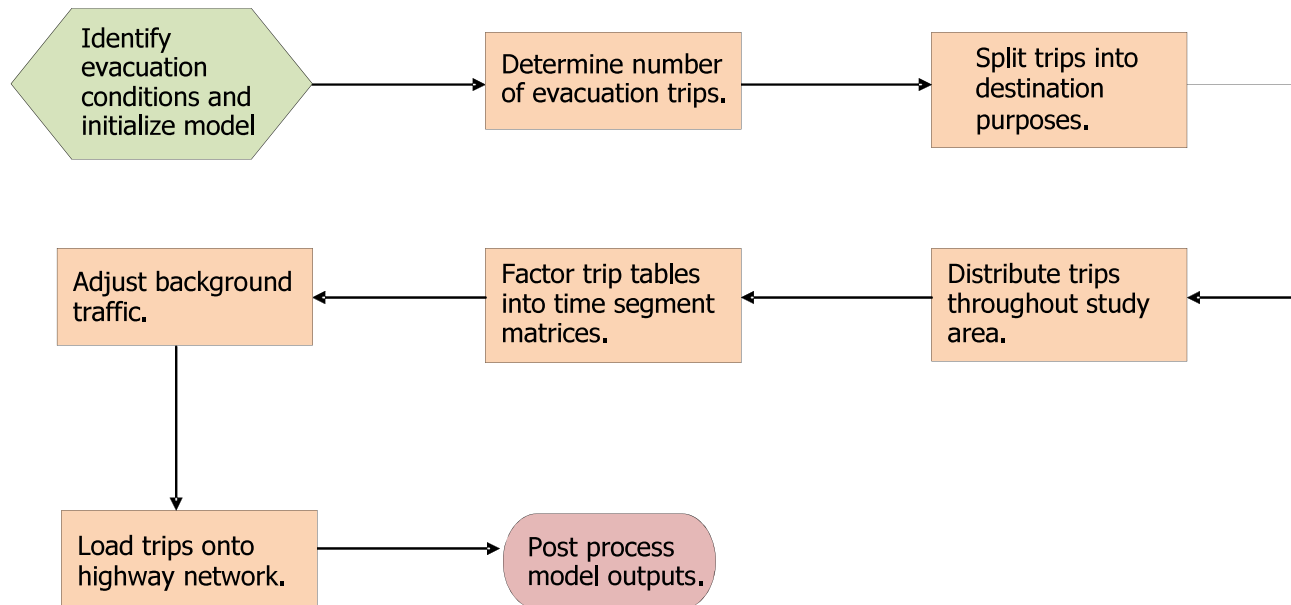 Identify
evacuation
conditions and
initialize model
Determine number
of evacuation trips.
Split trips into
destination
purposes.
Distribute trips
throughout study
area.
Factor trip tables
into time segment
matrices.
Adjust background
traffic.
Load trips onto
highway network.
Post process
model outputs.